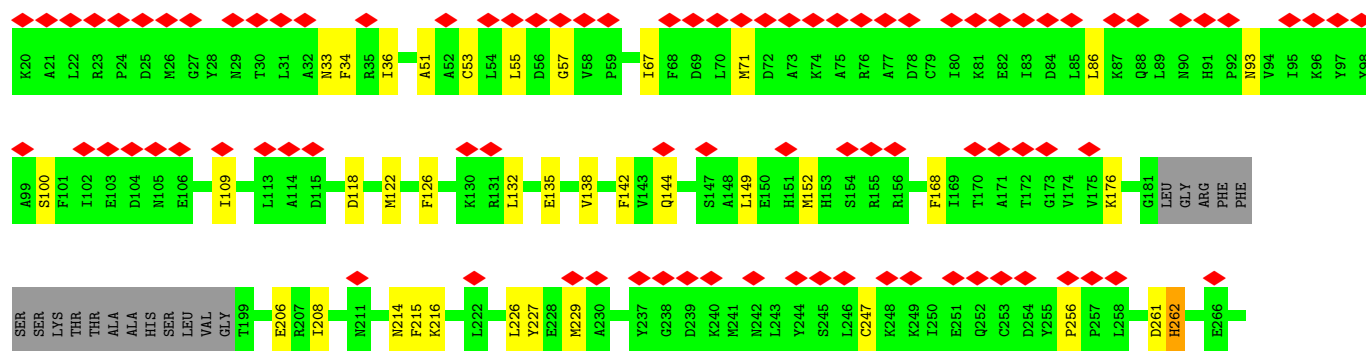 K20 A21 L22 R23 P24 D25 M26 G27 Y28 N29 T30 L31 A32 N33 F34 R35 I36 A51 A52 C53 L54 L55 D56 G57 V58 P59 I67 F68 D69 L70 M71 D72 A73 K74 A75 R76 A77 D78 C79 I80 K81 E82 I83 D84 L85 L86 K87 Q88 L89 N90 H91 P92 N93 V94 I95 K96 Y97 Y98
A99 S100 F101 I102 E103 D104 N105 E106 I109 L113 A114 D115 D118 M122 F126 K130 R131 L132 E135 V138 F142 V143 Q144 S147 A148 L149 E150 H151 M152 H153 S154 R155 R156 F168 I169 T170 A171 T172 G173 V174 V175 K176 G181 LEU GLY ARG PHE PHE
SER SER LYS THR THR ALA ALA HIS SER LEU VAL GLY T199 E206 R207 I208 N211 N214 F215 K216 L222 L226 Y227 E228 M229 A230 Y237 G238 D239 K240 M241 N242 L243 Y244 S245 L246 C247 K248 K249 I250 E251 Q252 C253 D254 Y255 P256 P257 L258 D261 H262 E266